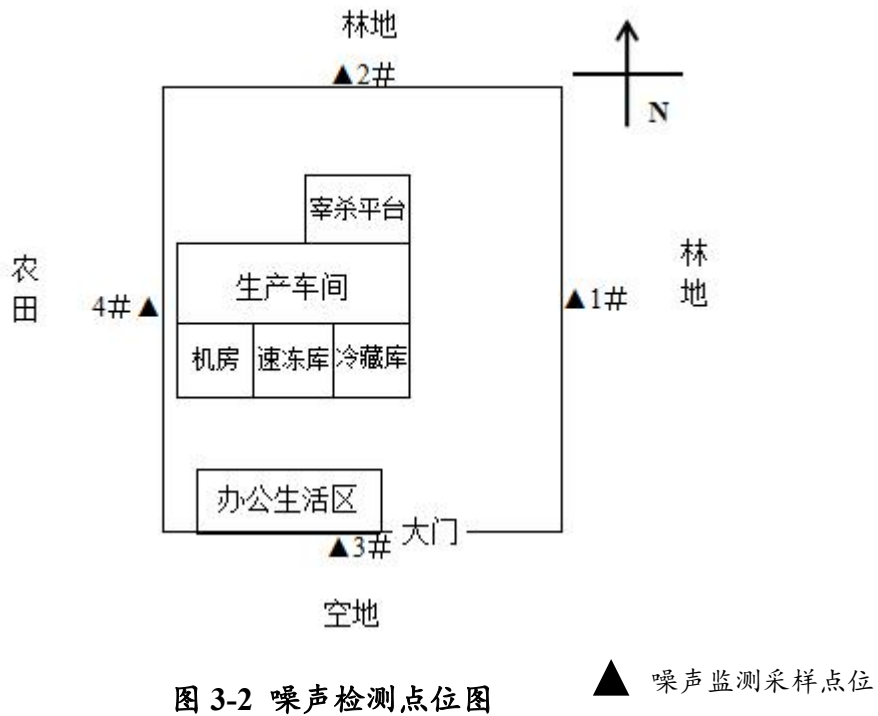 林地
▲2#
N
宰杀平台
农田
生产车间
林地
4#▲
▲1#
机房
速冻库
冷藏库
办公生活区
大门
▲3#
空地
图 3-2 噪声检测点位图
▲ 噪声监测采样点位